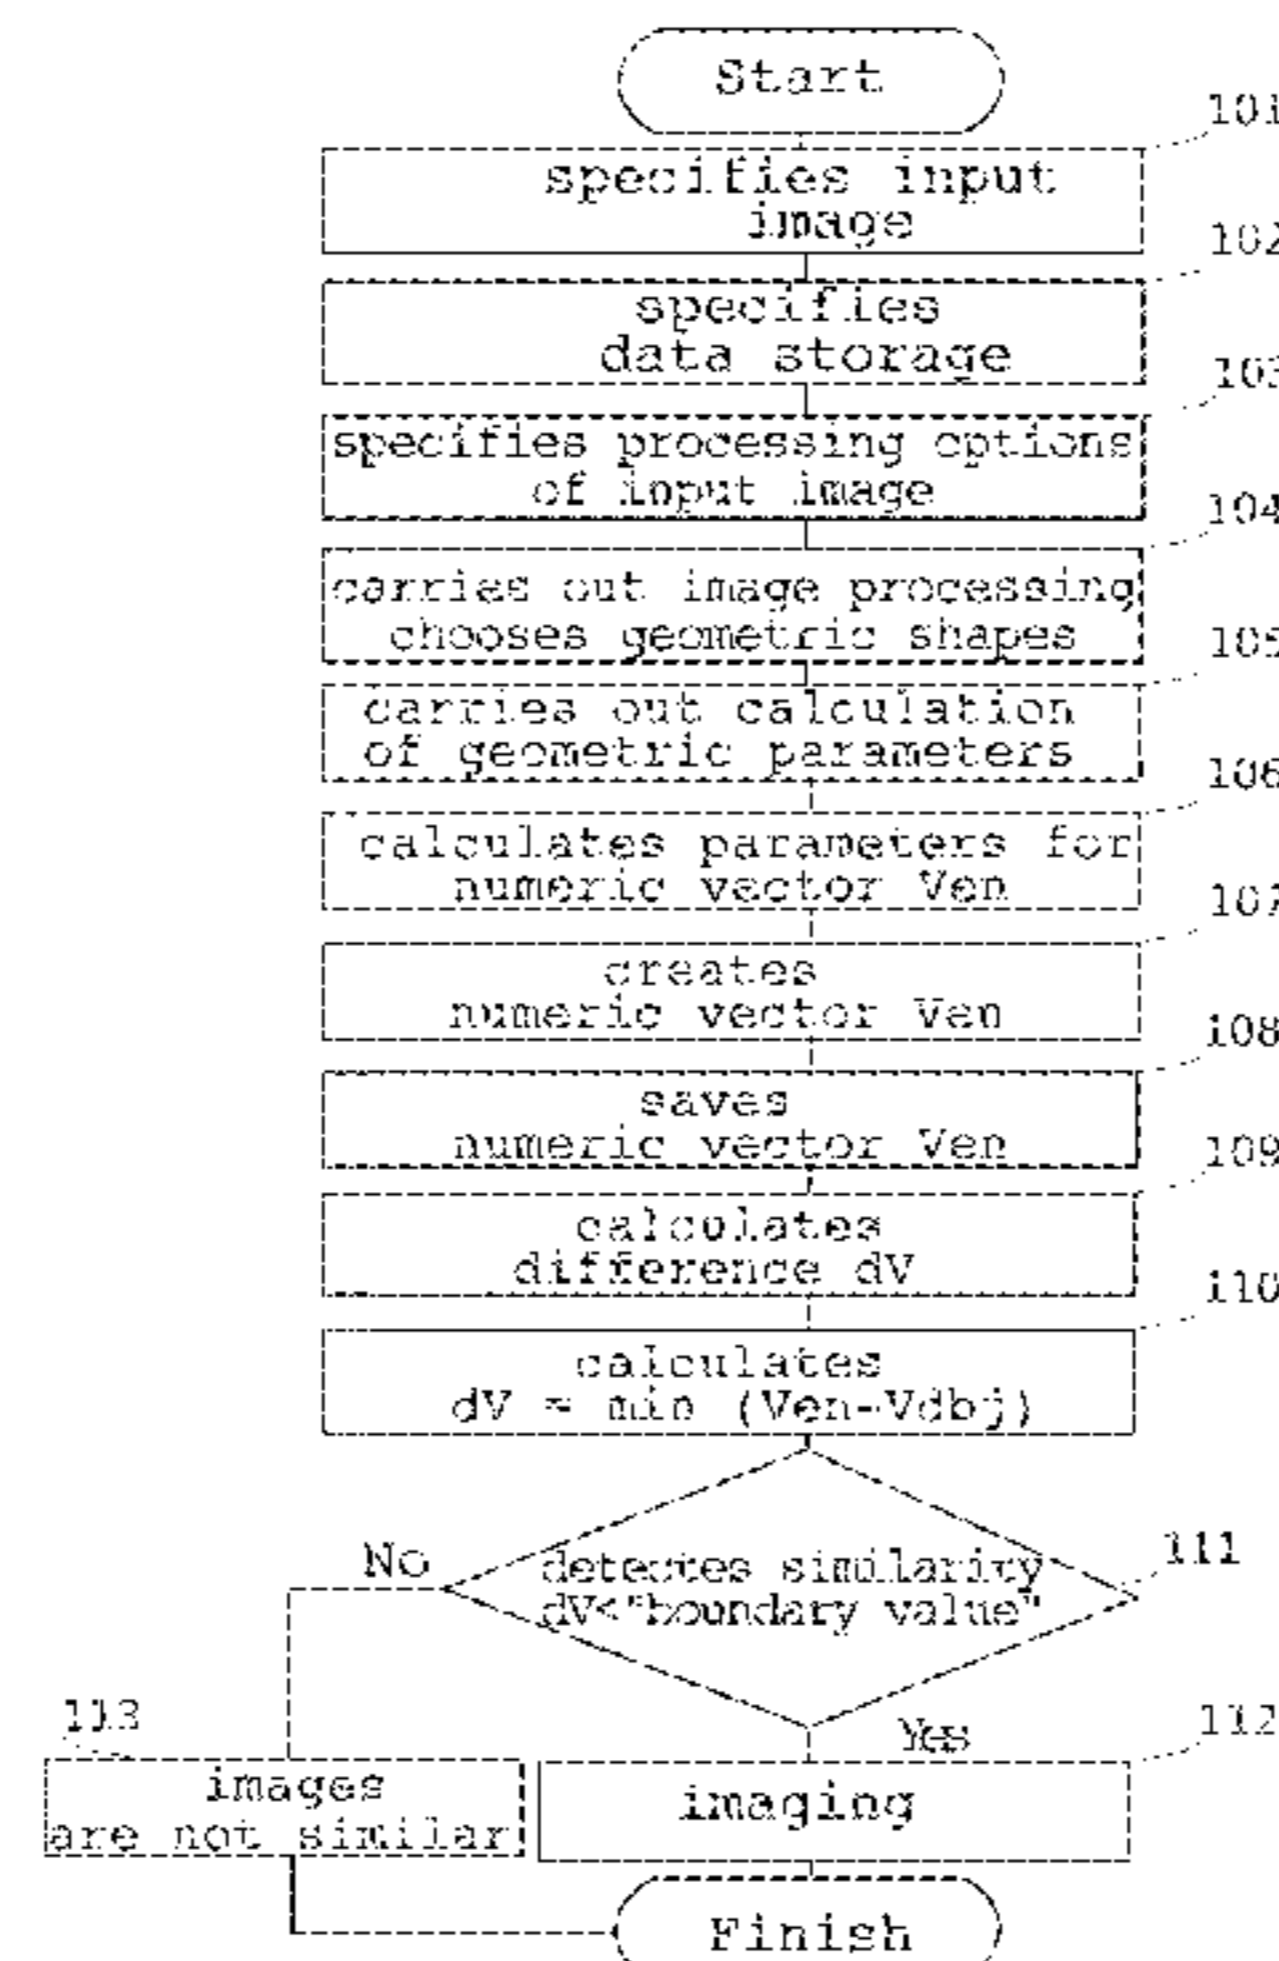 Start
101
specifies input
image
102
specifies
data storage
103
specifies processing options
of input image
104
carries out image processing
chooses geometric shapes
105
carries out calculation
of geometric parameters
106
calculates parameters for
numeric vector Ven
107
creates
numeric vector Ven
108
saves
numeric vector Ven
109
calculates
difference dV
110
calculates
dV = min (Ven-Vdbj)
111
detectes similarity
dV<"boundary value"
No
Yes
113
images
are not similar
112
imaging
Finish